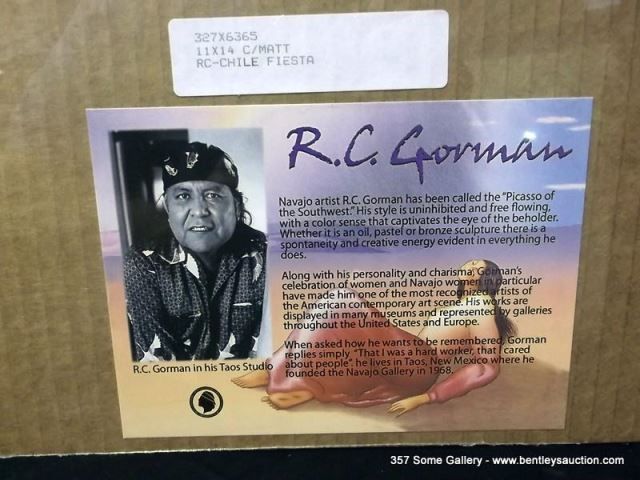 327X6365
11X14 C/MATT
RC-CHILE FIESTA
R.C. Gorman
Navajo artist R.C. Gorman has been called the "Picasso of
the Southwest." His style is uninhibited and free flowing,
with a color sense that captivates the eye of the beholder.
Whether it is an oil, pastel or bronze sculpture there is a
spontaneity and creative energy evident in everything he
does.
Along with his personality and charisma, Gorman's
celebration of women and Navajo women in particular
have made him one of the most recognized artists of
the American contemporary art scene. His works are
displayed in many museums and represented by galleries
throughout the United States and Europe.
When asked how he wants to be remembered, Gorman
replies simply "That I was a hard worker, that I cared
about people". he lives in Taos, New Mexico where he
founded the Navajo Gallery in 1968.
R.C. Gorman in his Taos Studio
357 Some Gallery - www.bentleysauction.com